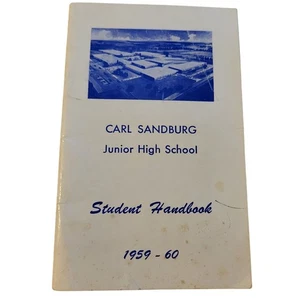 CARL SANDBURG
Junior High School
Student Handbook
1959 - 60